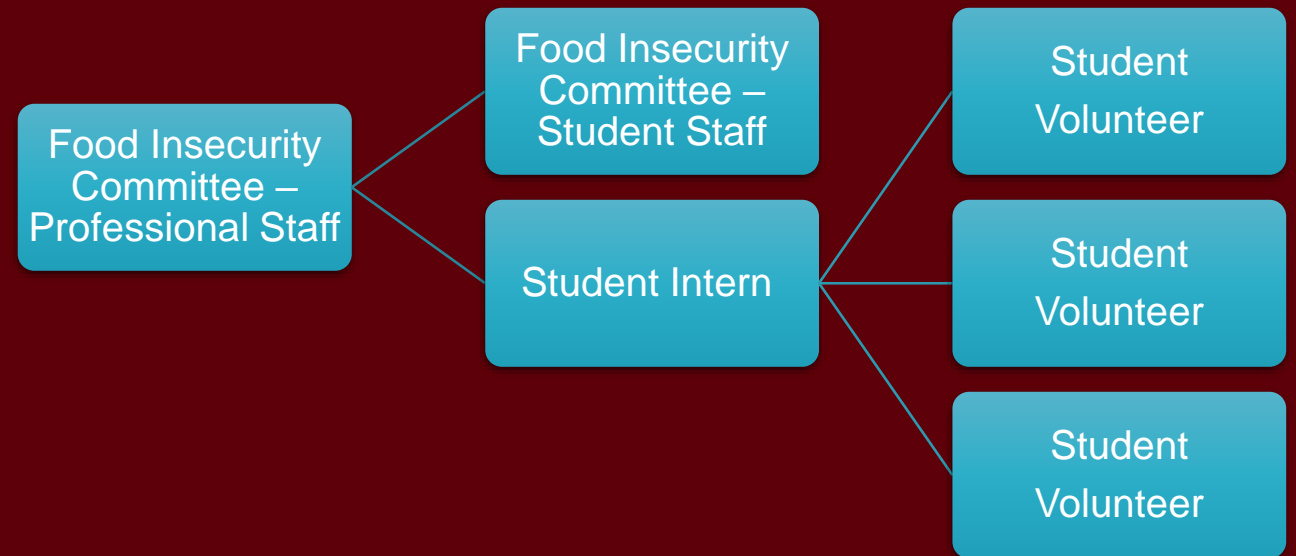 Food Insecurity
Committee –
Professional Staff
Food Insecurity
Committee –
Student Staff
Student Intern
Student
Volunteer
Student
Volunteer
Student
Volunteer